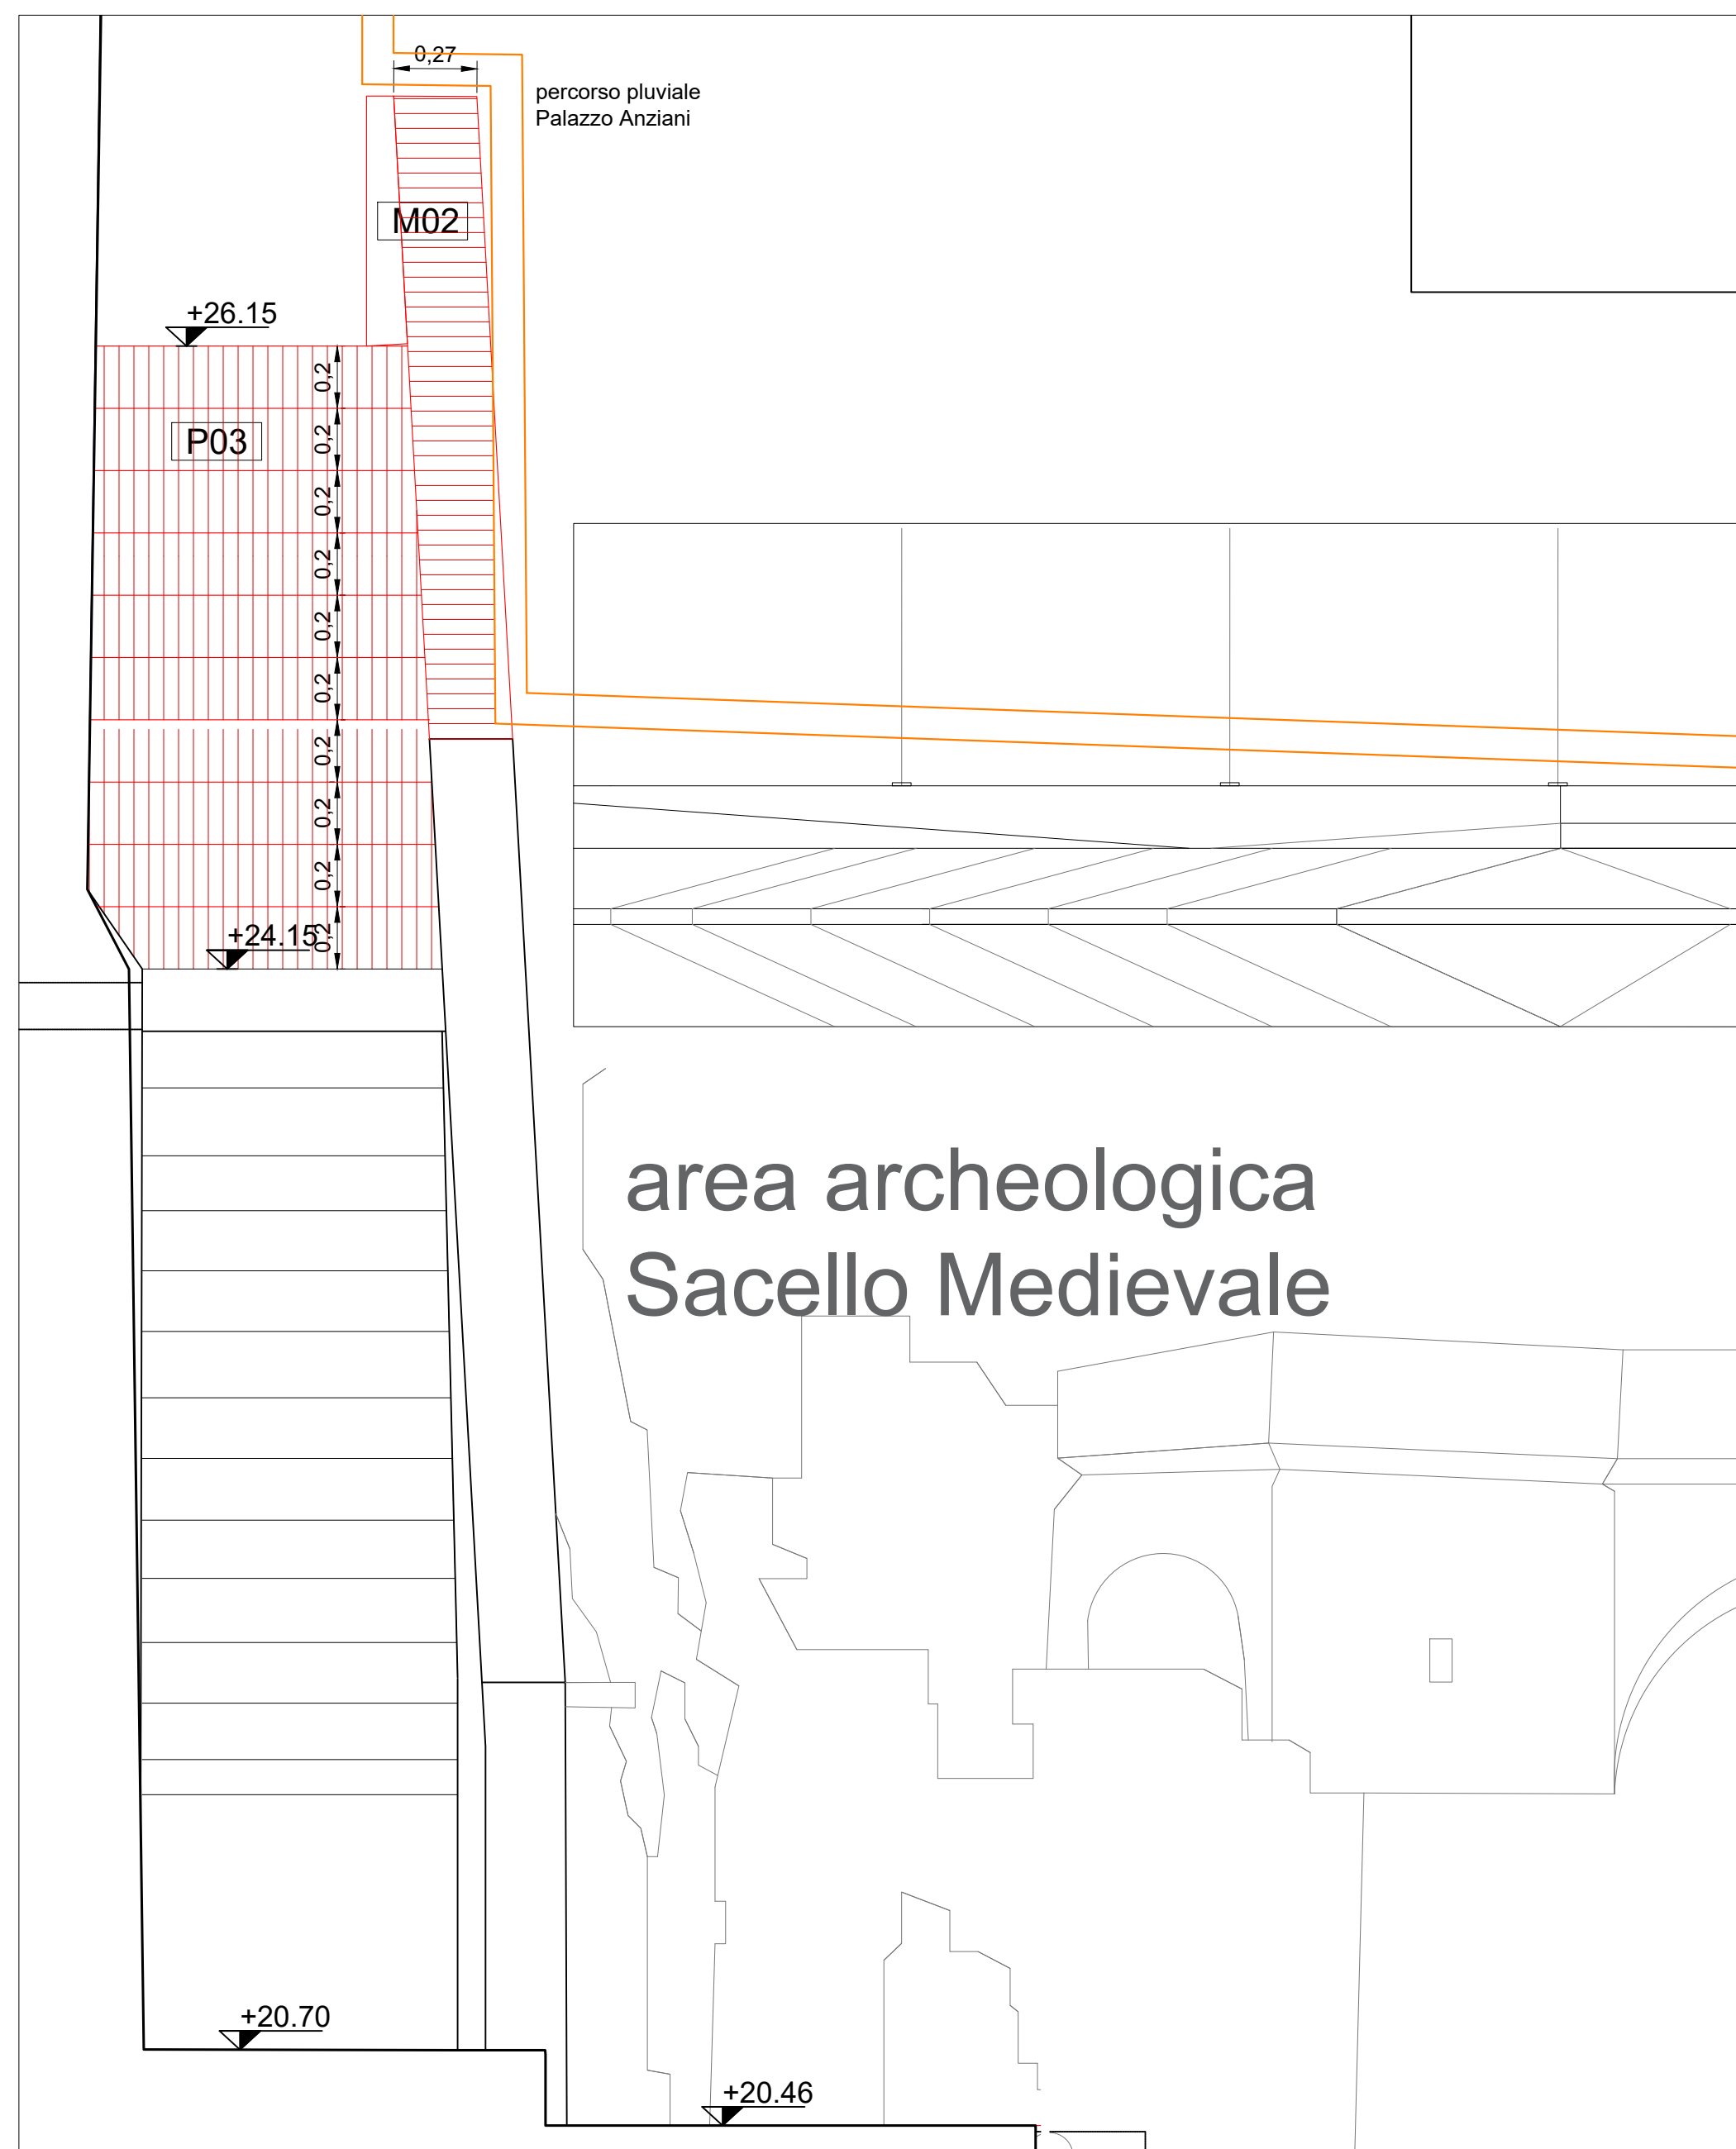 0,27
percorso pluviale
Palazzo Anziani
M02
+26.15
0,2
P03
0,2
0,2
0,2
0,2
0,2
0,2
0,2
0,2
+24.15
0,2
area archeologica
Sacello Medievale
+20.70
+20.46